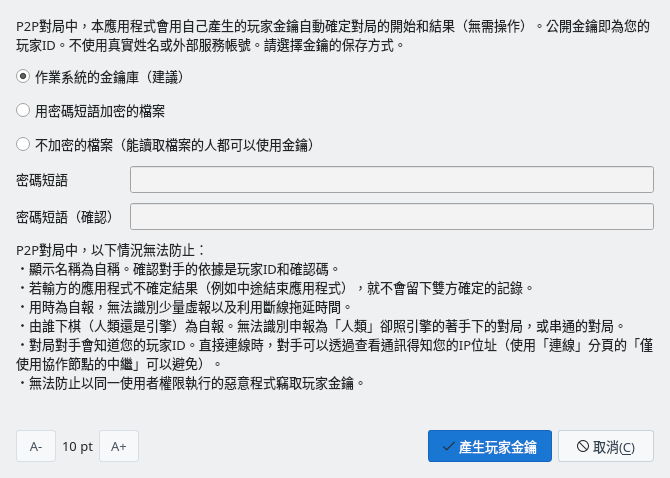 P2P對局中，本應用程式會用自己產生的玩家金鑰自動確定對局的開始和結果（無需操作）。公開金鑰即為您的
玩家ID。不使用真實姓名或外部服務帳號。請選擇金鑰的保存方式。
作業系統的金鑰庫（建議）
用密碼短語加密的檔案
不加密的檔案（能讀取檔案的人都可以使用金鑰）
密碼短語
密碼短語（確認）
P2P對局中，以下情況無法防止：
・顯示名稱為自稱。確認對手的依據是玩家ID和確認碼。
・若輸方的應用程式不確定結果（例如中途結束應用程式），就不會留下雙方確定的記錄。
・用時為自報，無法識別少量虛報以及利用斷線拖延時間。
・由誰下棋（人類還是引擎）為自報。無法識別申報為「人類」卻照引擎的著手下的對局，或串通的對局。
・對局對手會知道您的玩家ID。直接連線時，對手可以透過查看通訊得知您的IP位址（使用「連線」分頁的「僅
使用協作節點的中繼」可以避免）。
・無法防止以同一使用者權限執行的惡意程式竊取玩家金鑰。
A- 10 pt A+ 產生玩家金鑰 取消(C)